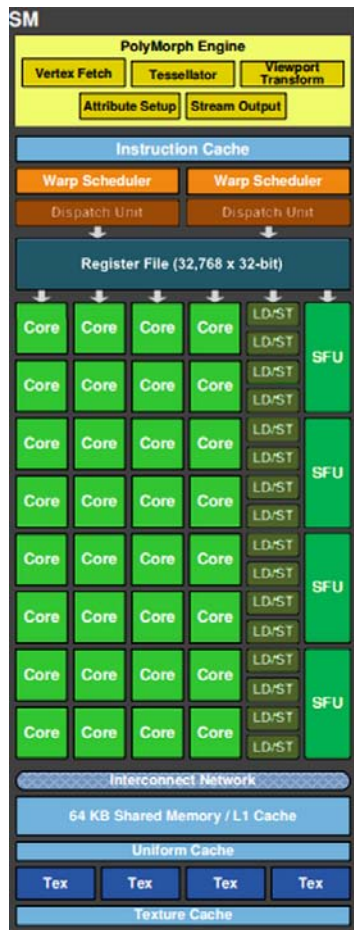 SM
PolyMorph Engine
Vertex Fetch Tessellator Viewport Transform
Attribute Setup Stream Output
Instruction Cache
Warp Scheduler Warp Scheduler
Dispatch Unit Dispatch Unit
Register File (32,768 x 32-bit)
Core Core Core Core LD/ST LD/ST SFU
Core Core Core Core LD/ST LD/ST
Core Core Core Core LD/ST LD/ST SFU
Core Core Core Core LD/ST LD/ST
Core Core Core Core LD/ST LD/ST SFU
Core Core Core Core LD/ST LD/ST
Core Core Core Core LD/ST LD/ST SFU
Core Core Core Core LD/ST LD/ST
Interconnect Network
64 KB Shared Memory / L1 Cache
Uniform Cache
Tex Tex Tex Tex
Texture Cache